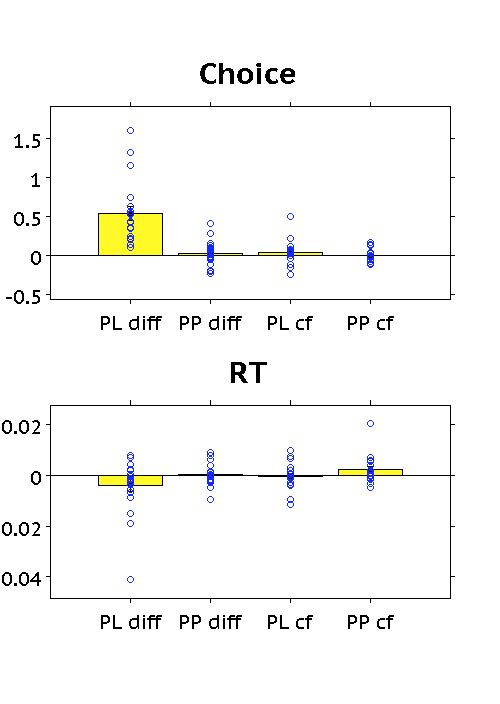 Choice
1.5
1
0.5
0
-0.5
PL diff PP diff PL cf PP cf
RT
0.02
0
0.02
0.04
PL diff PP diff PL cf PP cf